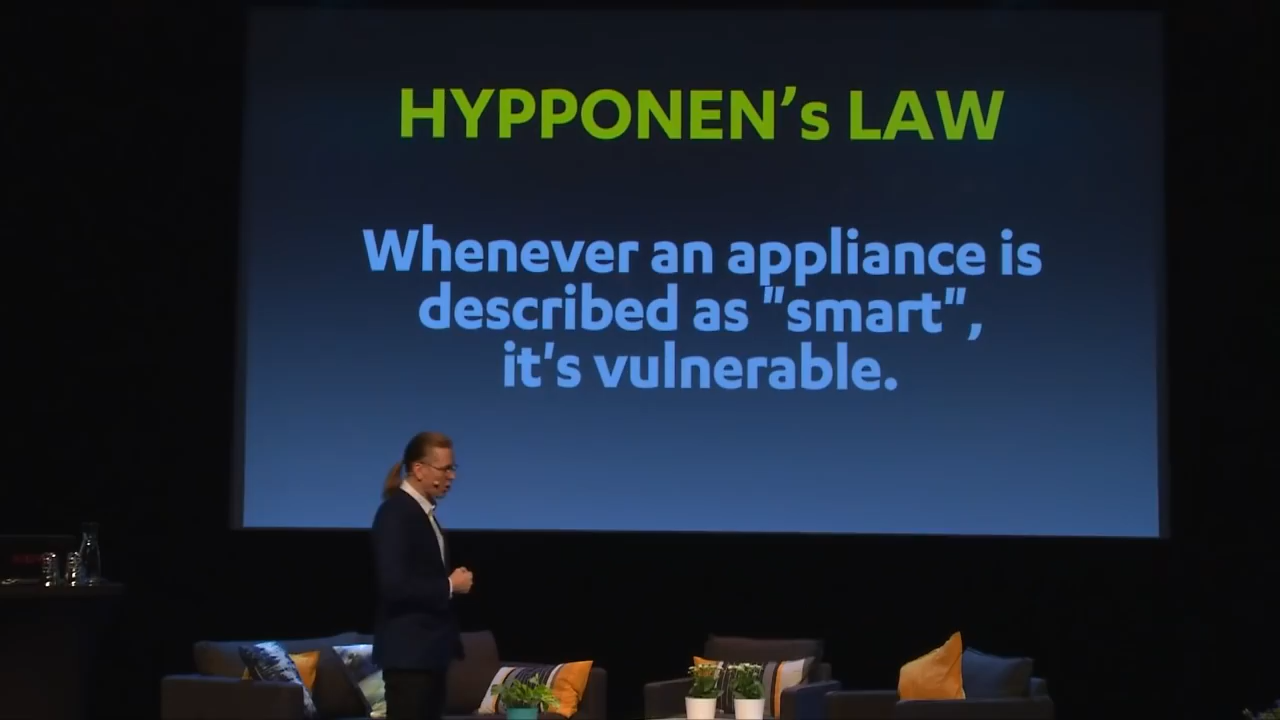 HYPPONEN’s LAW
Whenever an appliance is
described as "smart",
it's vulnerable.